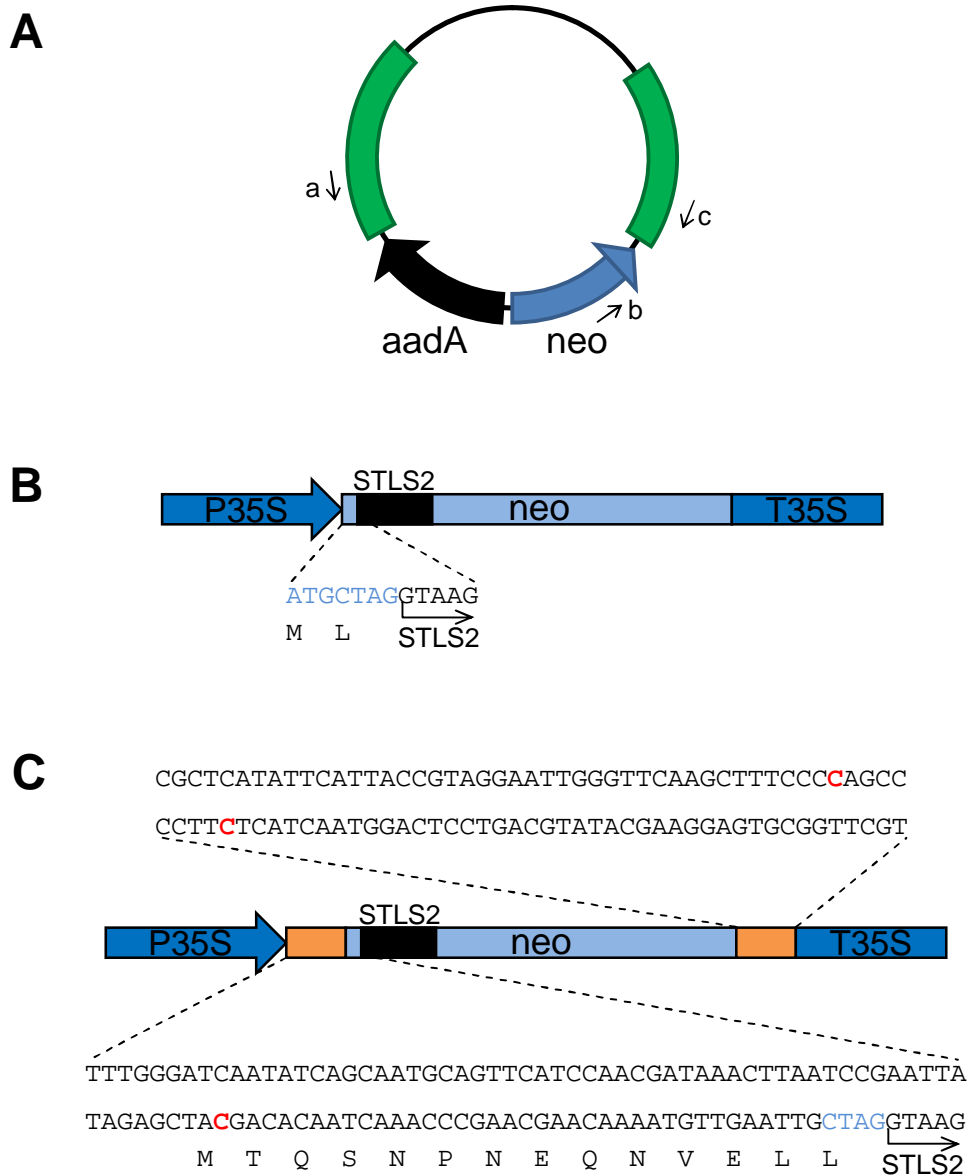 A
a
c
b
aadA neo
B
STLS2
P35S neo T35S
ATGCTAGGTAAG
M L STLS2
C
CGCTCATATTCATTACCGTAGGAATTGGGTTCAAGCTTTCCCCAGCC
CCTTCTCATCAATGGACTCCTGACGTATACGAAGGAGTGCGGTTCGT
STLS2
P35S neo T35S
TTTGGGATCAATATCAGCAATGCAGTTCATCCAACGATAAACTTAATCCGAATTA
TAGAGCTACGACACAATCAAACCCGAACGAACAAAATGTTGAATTGCTAGGTAAG
M T Q S N P N E Q N V E L L STLS2